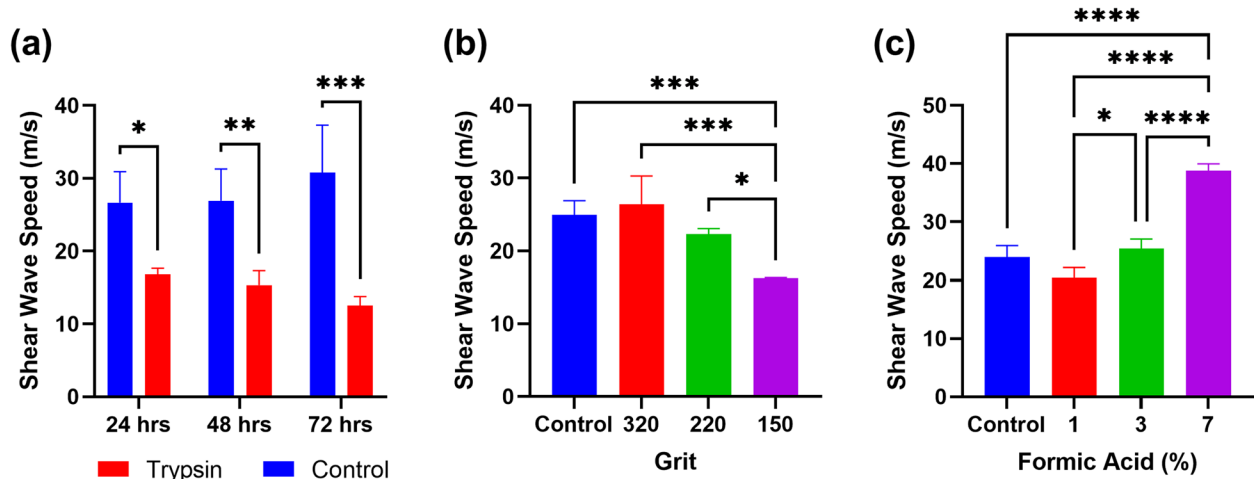 (a)
Shear Wave Speed (m/s)
40
30
20
10
0
*
**
***
24 hrs 48 hrs 72 hrs
Trypsin Control
(b)
Shear Wave Speed (m/s)
40
30
20
10
0
***
***
*
Control 320 220 150
Grit
(c)
Shear Wave Speed (m/s)
50
40
30
20
10
0
****
****
* ****
Control 1 3 7
Formic Acid (%)